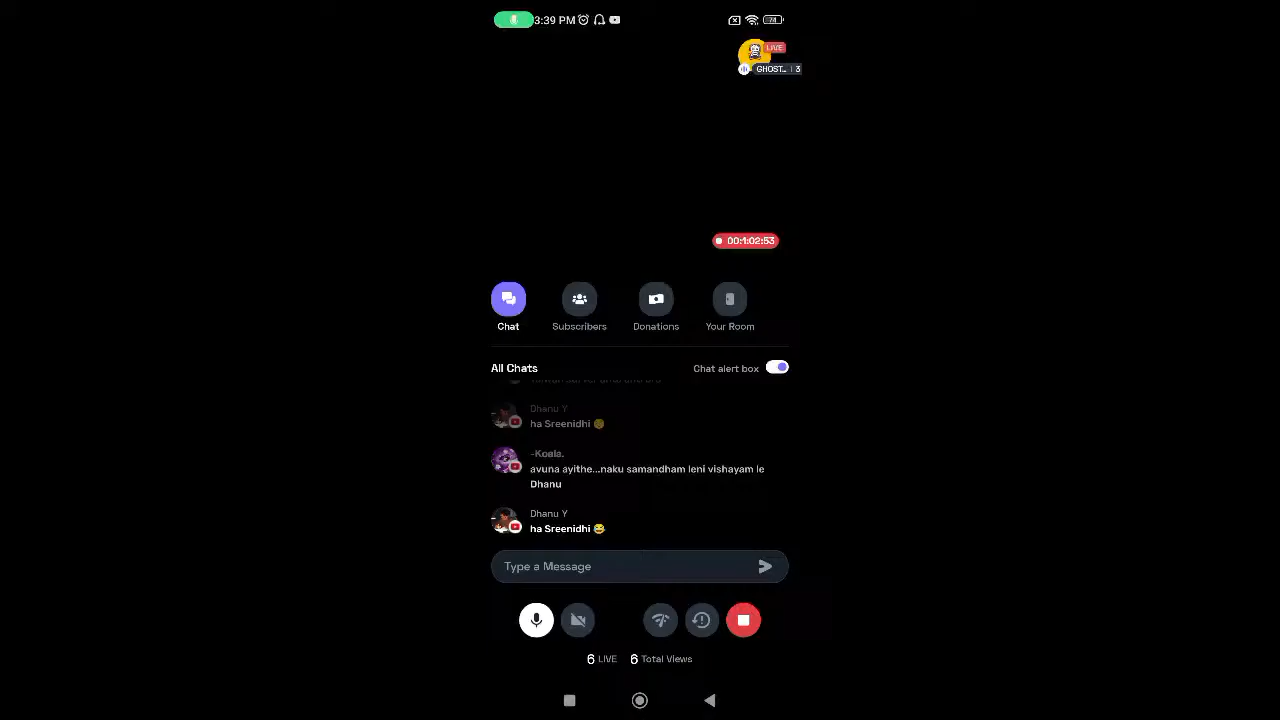 3:39 PM
LIVE
GHOST... 3
00:1:02:53
Chat
Subscribers
Donations
Your Room
All Chats
Chat alert box
Dhanu Y
ha Sreenidhi 🙂
-Koala.
avuna ayithe...naku samandham leni vishayam le
Dhanu
Dhanu Y
ha Sreenidhi 😂
Type a Message
6 LIVE 6 Total Views